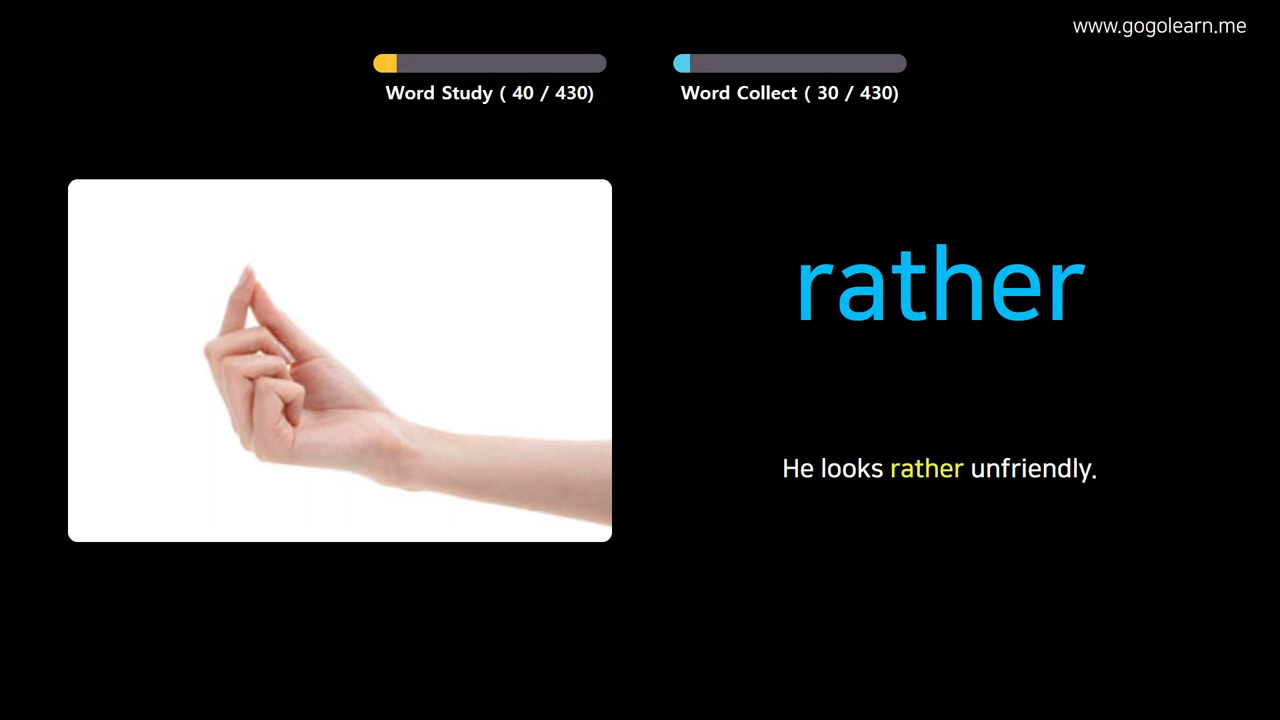 www.gogolearn.me
Word Study ( 40 / 430)
Word Collect ( 30 / 430)
rather
He looks rather unfriendly.